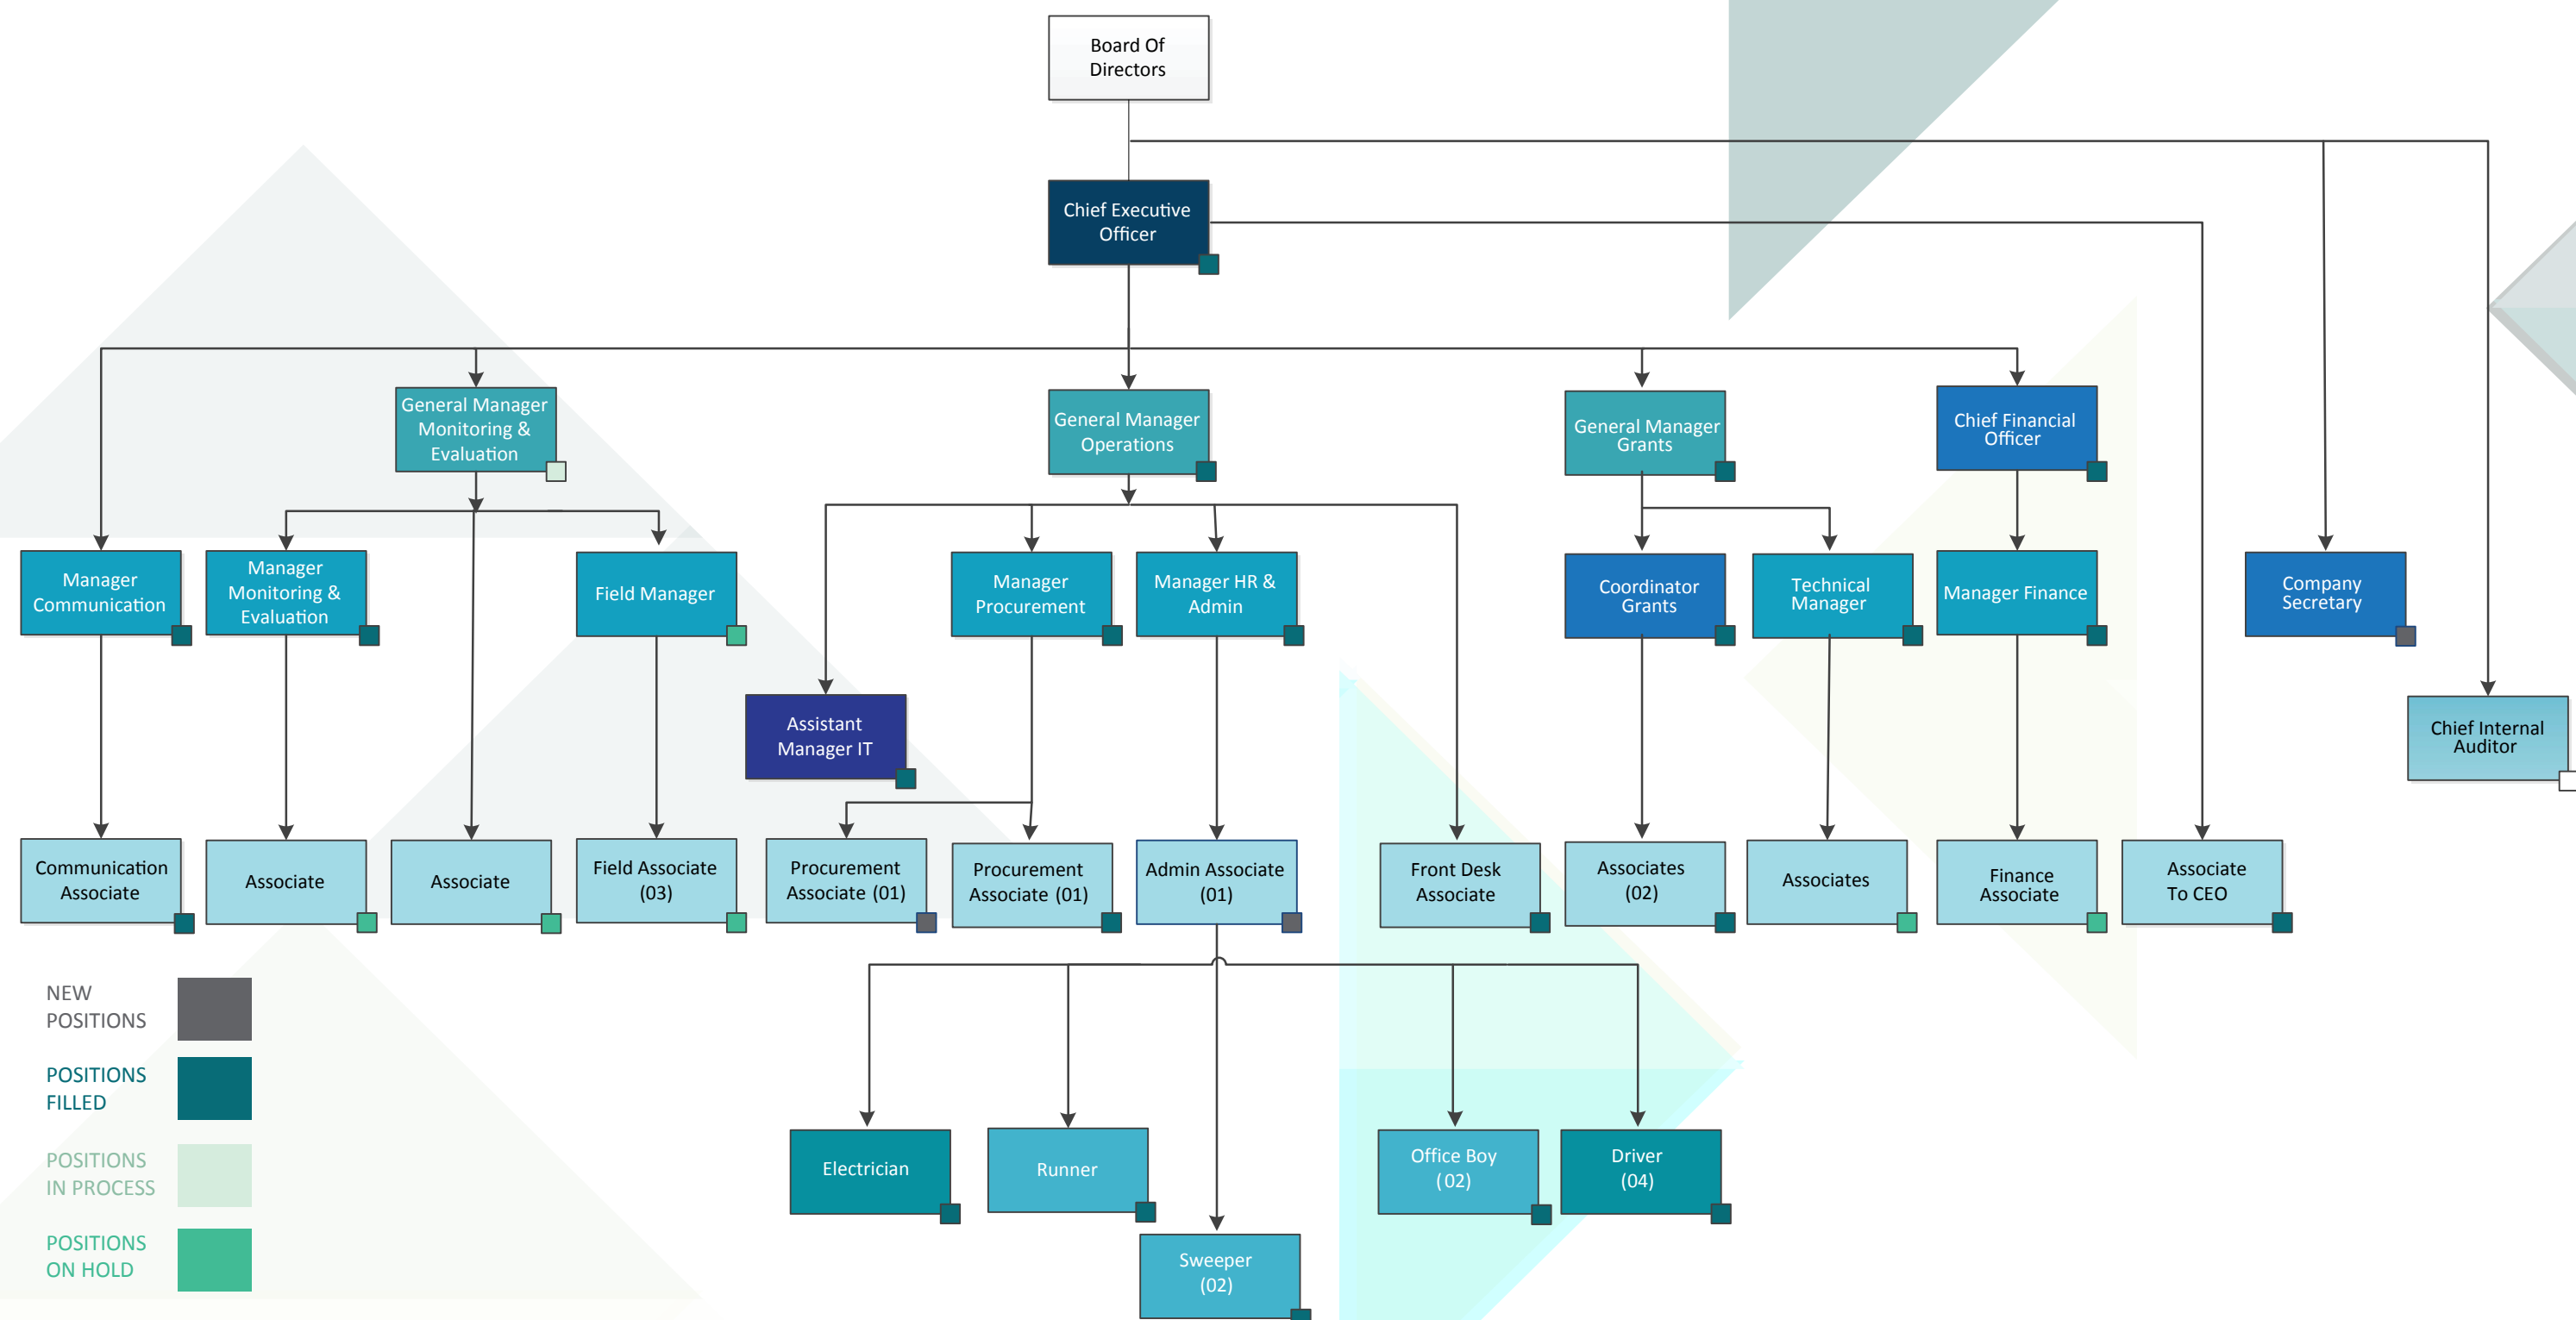 Board Of
Directors
Chief Executive
Officer
General Manager
Monitoring &
Evaluation
General Manager
Operations
General Manager
Grants
Chief Financial
Officer
Manager
Communication
Manager
Monitoring &
Evaluation
Field Manager
Manager
Procurement
Manager HR &
Admin
Coordinator
Grants
Technical
Manager
Manager Finance
Company
Secretary
Assistant
Manager IT
Chief Internal
Auditor
Communication
Associate
Associate
Associate
Field Associate
(03)
Procurement
Associate (01)
Procurement
Associate (01)
Admin Associate
(01)
Front Desk
Associate
Associates
(02)
Associates
Finance
Associate
Associate
To CEO
NEW
POSITIONS
POSITIONS
FILLED
POSITIONS
IN PROCESS
POSITIONS
ON HOLD
Electrician
Runner
Office Boy
(02)
Driver
(04)
Sweeper
(02)